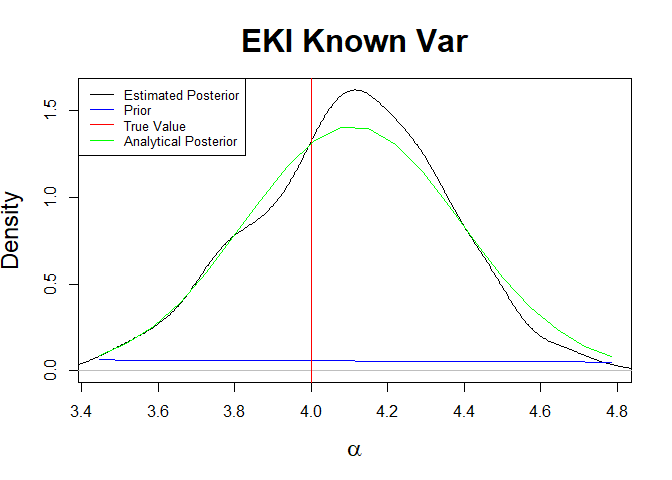 EKI Known Var
Estimated Posterior
Prior
True Value
Analytical Posterior
Density
0.0
0.5
1.0
1.5
3.4 3.6 3.8 4.0 4.2 4.4 4.6 4.8
α